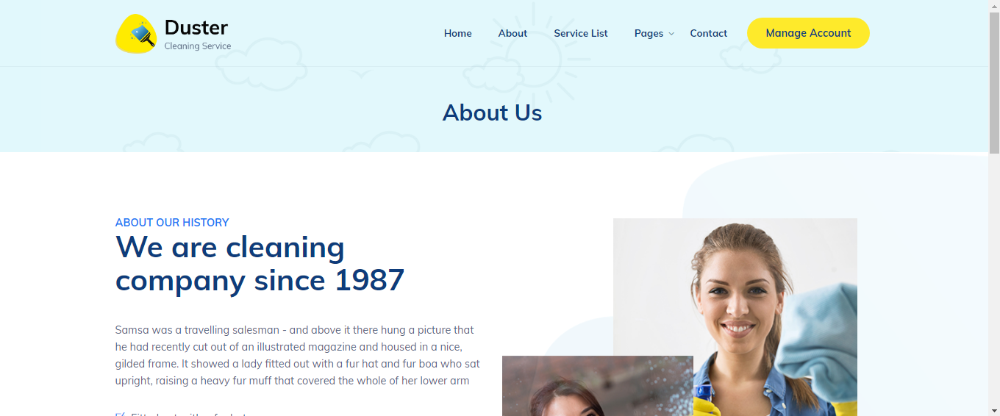 Duster
Cleaning Service
Home About Service List Pages Contact Manage Account
About Us
ABOUT OUR HISTORY
We are cleaning
company since 1987
Samsa was a travelling salesman - and above it there hung a picture that
he had recently cut out of an illustrated magazine and housed in a nice,
gilded frame. It showed a lady fitted out with a fur hat and fur boa who sat
upright, raising a heavy fur muff that covered the whole of her lower arm